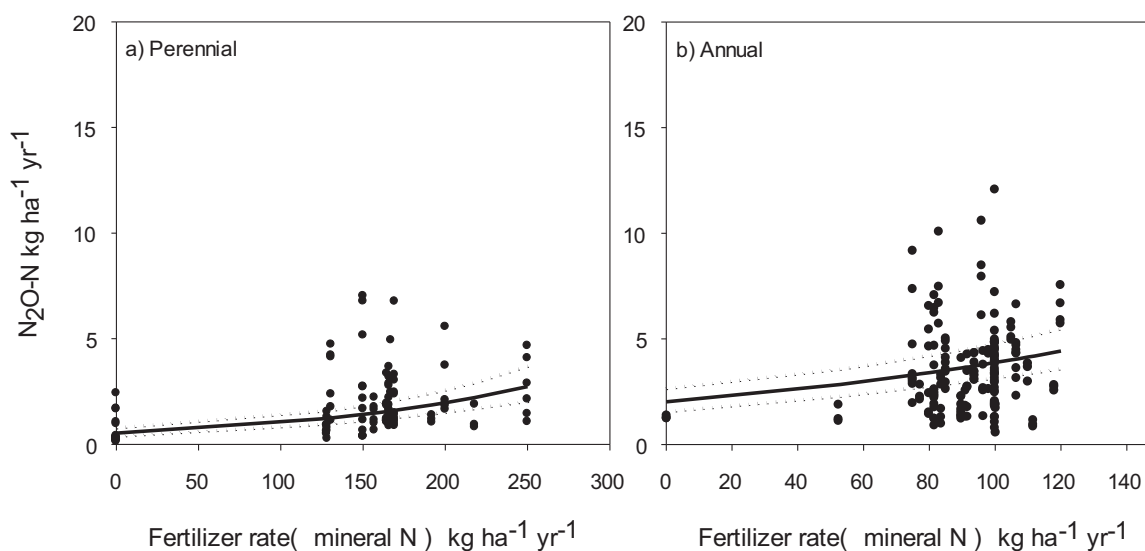 a) Perennial
b) Annual
N₂O-N kg ha⁻¹ yr⁻¹
20
15
10
5
0
20
15
10
5
0
0 50 100 150 200 250 300
0 20 40 60 80 100 120 140
Fertilizer rate( mineral N ) kg ha⁻¹ yr⁻¹
Fertilizer rate( mineral N ) kg ha⁻¹ yr⁻¹